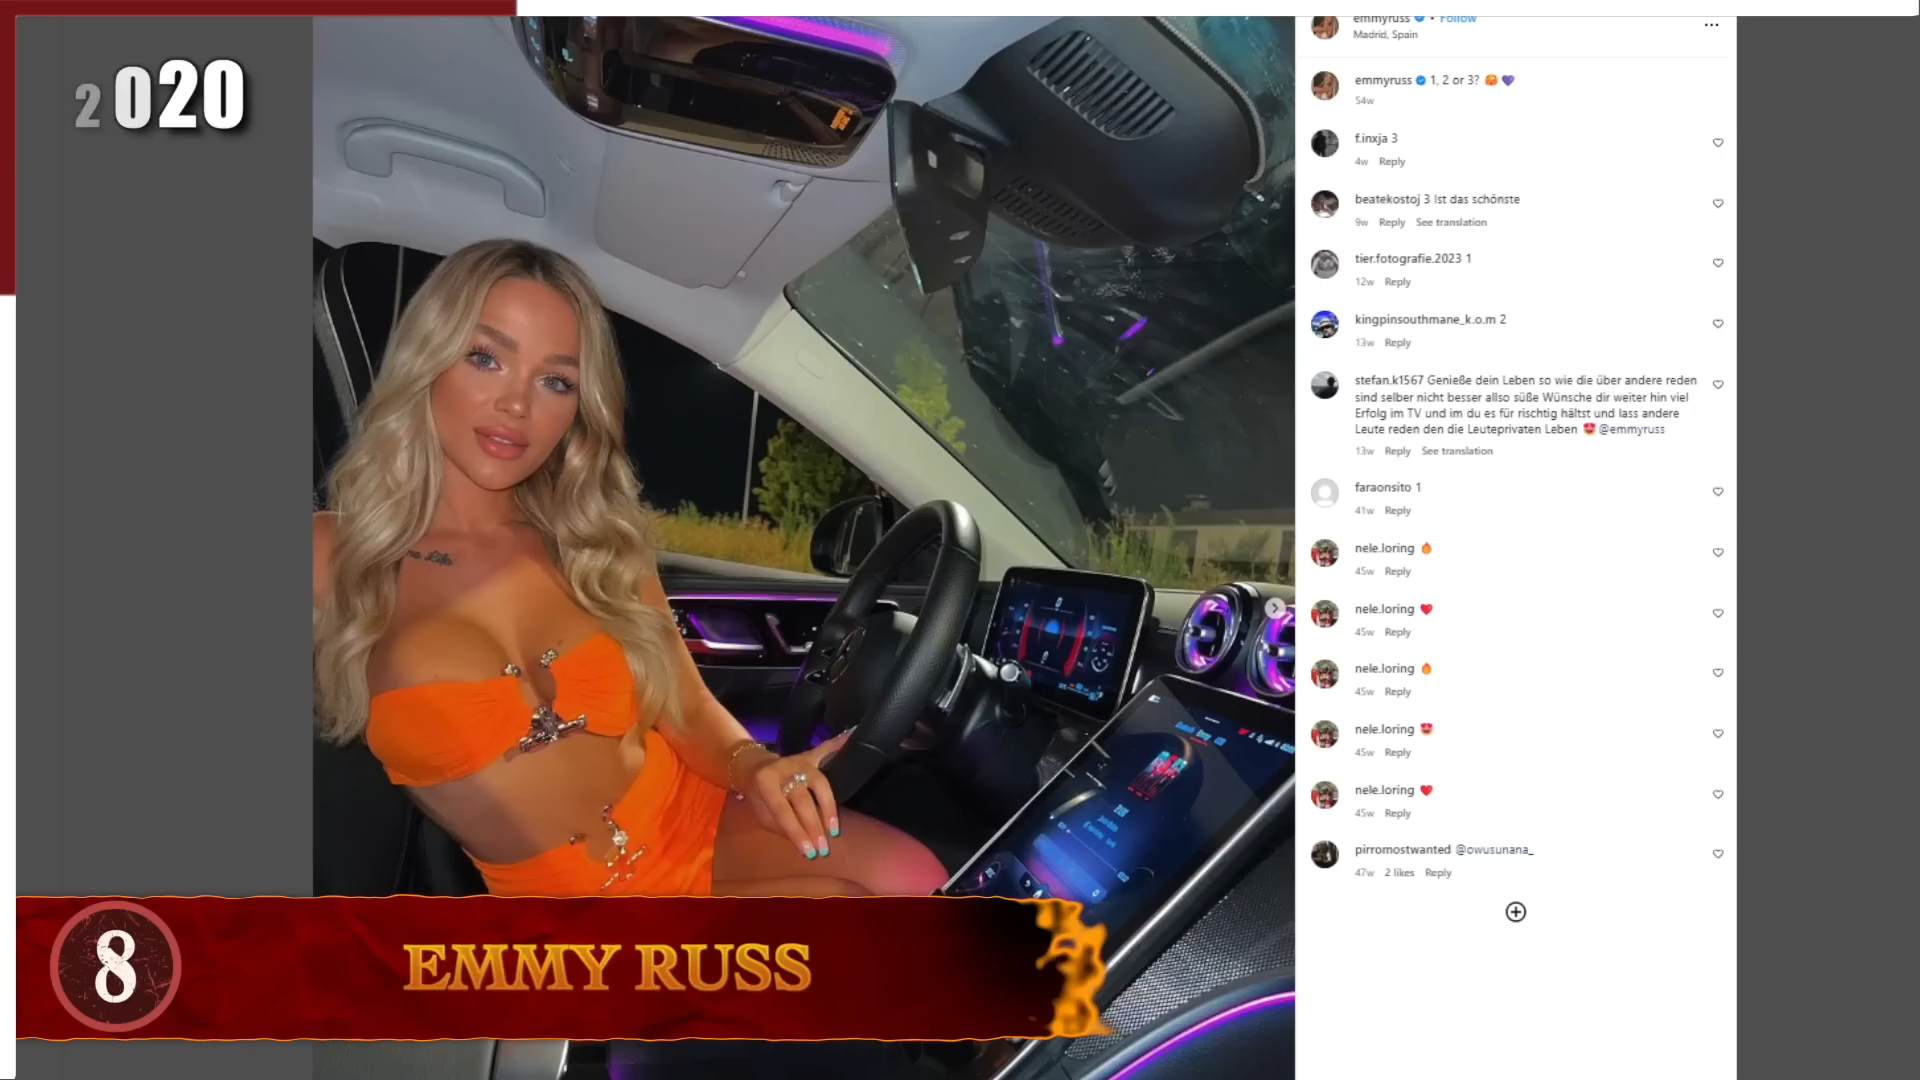 2020
emmyruss • Follow
Madrid, Spain
emmyruss 1, 2 or 3? 🥵💜
54w
f.inxja 3
4w Reply
beatekostoj 3 Ist das schönste
9w Reply See translation
tier.fotografie.2023 1
12w Reply
kingpinsouthmane_k.o.m 2
13w Reply
stefan.k1567 Genieße dein Leben so wie die über andere reden
sind selber nicht besser allso süße Wünsche dir weiter hin viel
Erfolg im TV und im du es für rischtig hältst und lass andere
Leute reden den die Leuteprivaten Leben 😍 @emmyruss
13w Reply See translation
faraonsito 1
41w Reply
nele.loring 🔥
45w Reply
nele.loring ❤️
45w Reply
nele.loring 🔥
45w Reply
nele.loring 😍
45w Reply
nele.loring ❤️
45w Reply
pirromostwanted @owusunana_
47w 2 likes Reply
8
EMMY RUSS